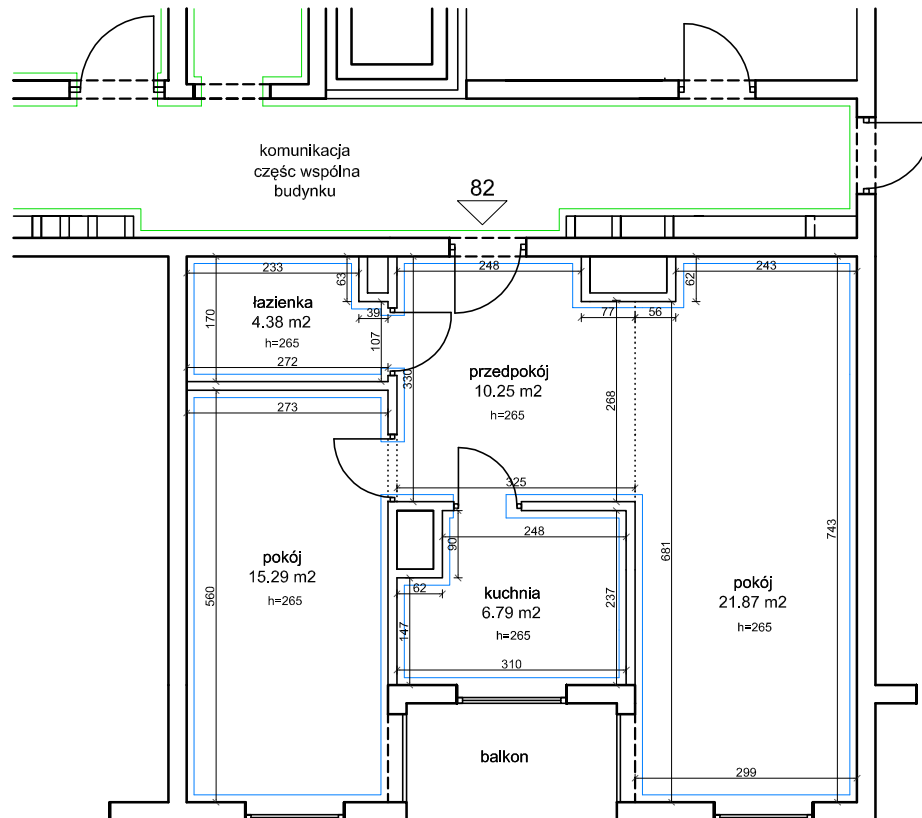 komunikacja
częśc wspólna
budynku
82
233
63
248
243
62
łazienka
4.38 m2
h=265
170
39
107
272
77
56
330
przedpokój
10.25 m2
h=265
268
273
325
pokój
15.29 m2
h=265
560
90
248
62
kuchnia
6.79 m2
h=265
147
237
310
681
743
pokój
21.87 m2
h=265
balkon
299